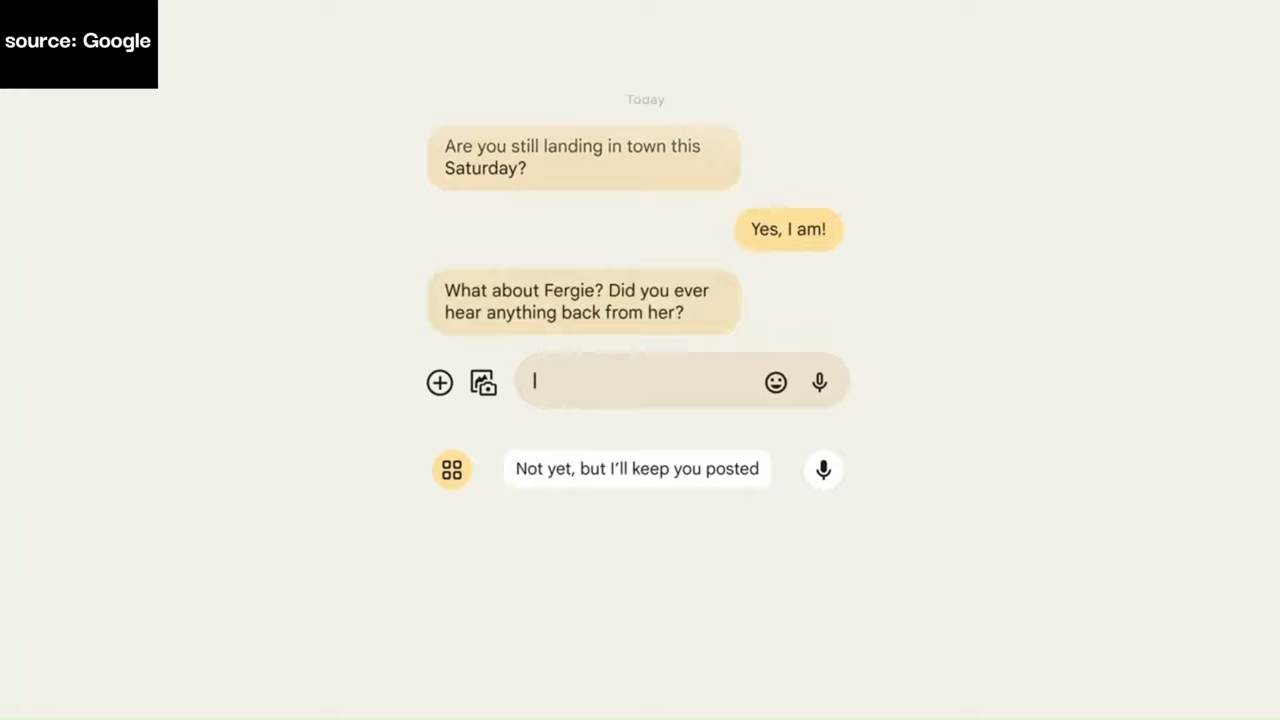 source: Google
Today
Are you still landing in town this
Saturday?
Yes, I am!
What about Fergie? Did you ever
hear anything back from her?
Not yet, but I’ll keep you posted